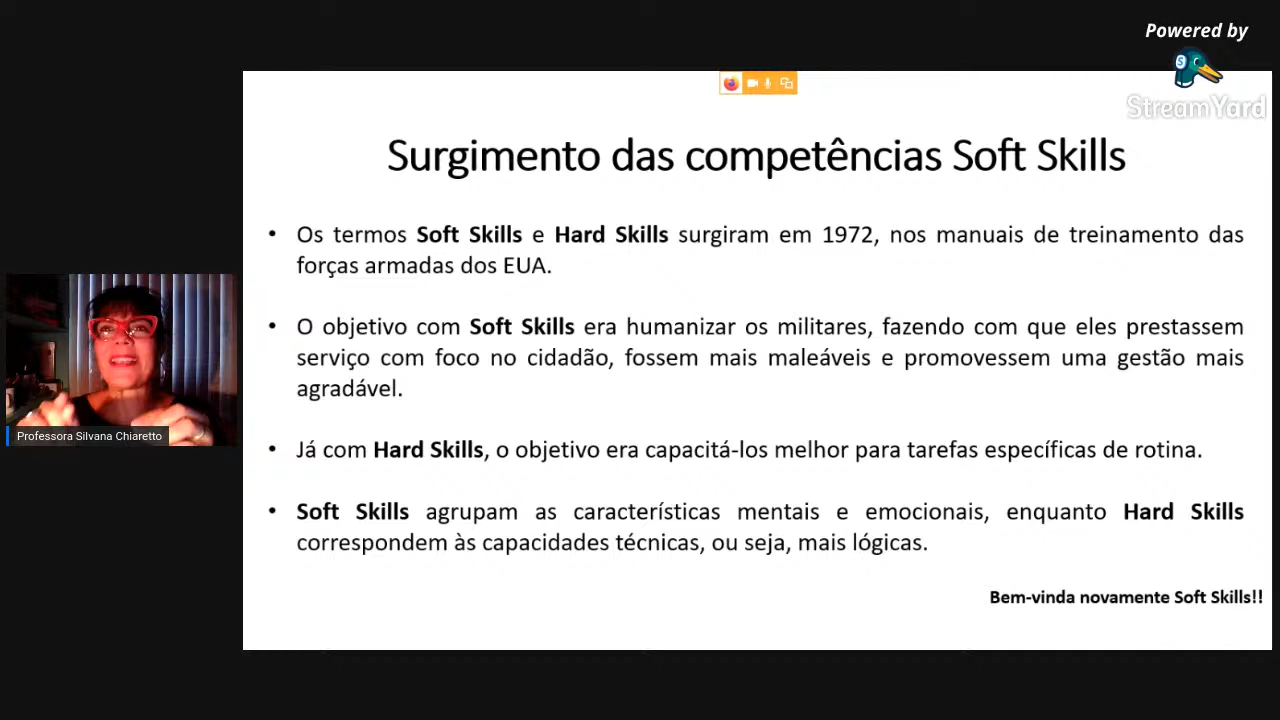 Powered by
StreamYard
Surgimento das competências Soft Skills
• Os termos Soft Skills e Hard Skills surgiram em 1972, nos manuais de treinamento das
forças armadas dos EUA.
• O objetivo com Soft Skills era humanizar os militares, fazendo com que eles prestassem
serviço com foco no cidadão, fossem mais maleáveis e promovessem uma gestão mais
agradável.
• Já com Hard Skills, o objetivo era capacitá-los melhor para tarefas específicas de rotina.
• Soft Skills agrupam as características mentais e emocionais, enquanto Hard Skills
correspondem às capacidades técnicas, ou seja, mais lógicas.
Bem-vinda novamente Soft Skills!!
Professora Silvana Chiaretto